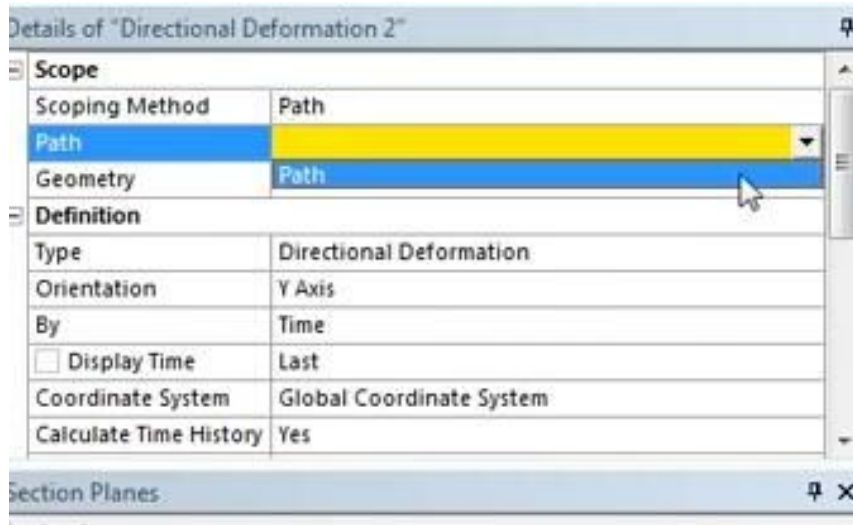 Details of "Directional Deformation 2"
Scope
Scoping Method Path
Path
Geometry Path
Definition
Type Directional Deformation
Orientation Y Axis
By Time
Display Time Last
Coordinate System Global Coordinate System
Calculate Time History Yes
Section Planes